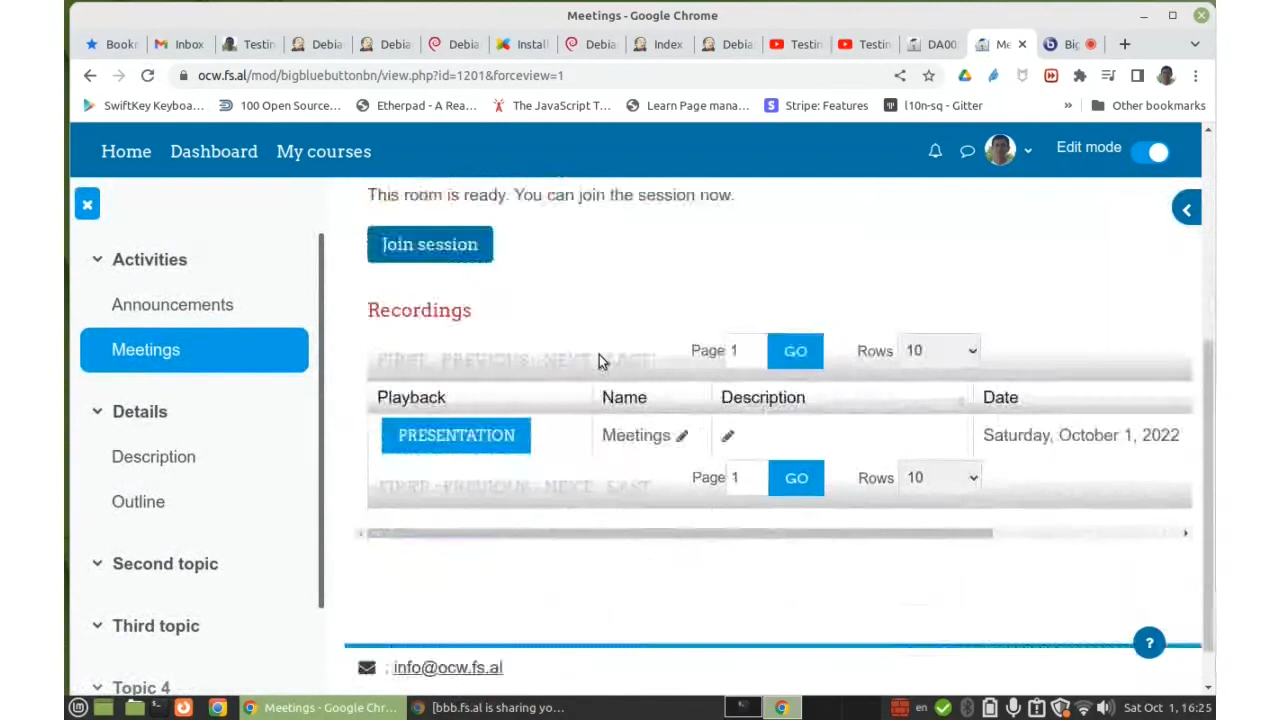 Meetings - Google Chrome
Bookr Inbox Testin Debia Debia Debia Install Debia Index Debia Testin Testin DA00 Me Big
ocw.fs.al/mod/bigbluebuttonbn/view.php?id=1201&forceview=1
SwiftKey Keyboa... 100 Open Source... Etherpad - A Rea... The JavaScript T... Learn Page mana... Stripe: Features l10n-sq - Gitter » Other bookmarks
Home Dashboard My courses Edit mode
This room is ready. You can join the session now.
Join session
Activities
Announcements
Meetings
Details
Description
Outline
Second topic
Third topic
Topic 4
Recordings
Page 1 GO Rows 10
Playback Name Description Date
PRESENTATION Meetings Saturday, October 1, 2022
Page 1 GO Rows 10
?
: info@ocw.fs.al
Meetings - Google Chr... [bbb.fs.al is sharing yo... en Sat Oct 1, 16:25